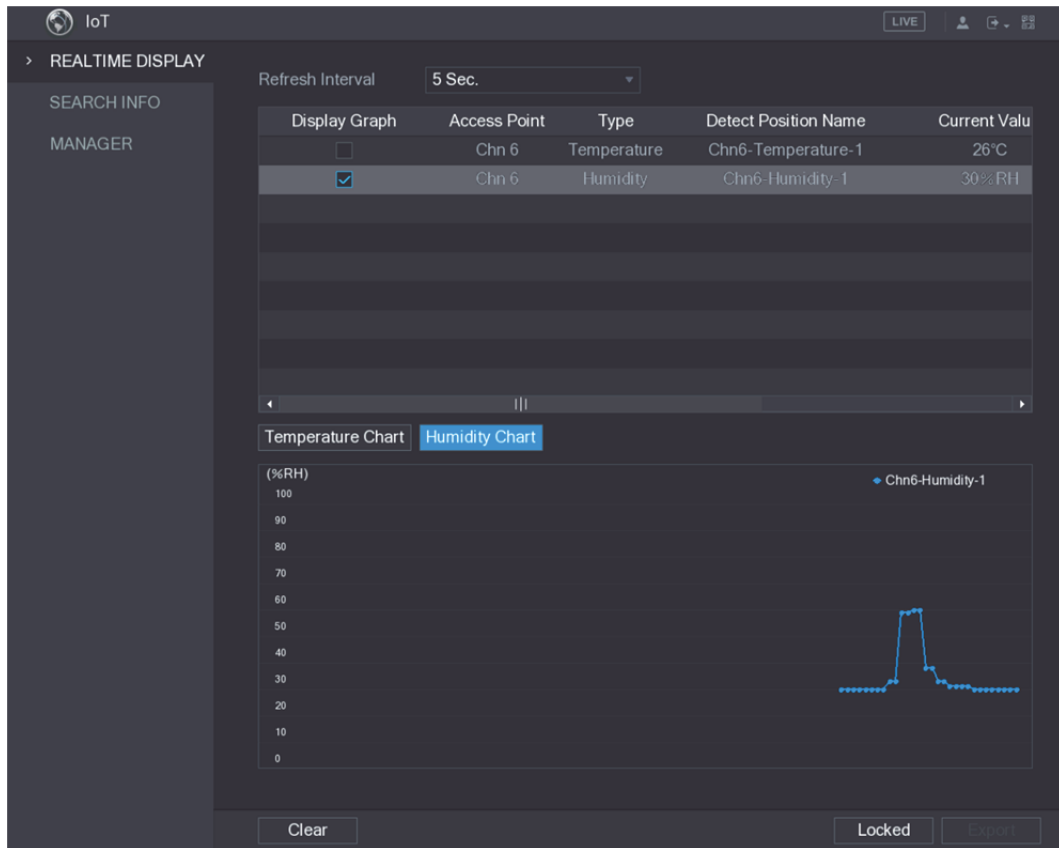 IoT
LIVE
REALTIME DISPLAY
SEARCH INFO
MANAGER
Refresh Interval 5 Sec.
Display Graph Access Point Type Detect Position Name Current Valu
Chn 6 Temperature Chn6-Temperature-1 26°C
Chn 6 Humidity Chn6-Humidity-1 30%RH
Temperature Chart Humidity Chart
(%RH)
Chn6-Humidity-1
100
90
80
70
60
50
40
30
20
10
0
Clear Locked Export